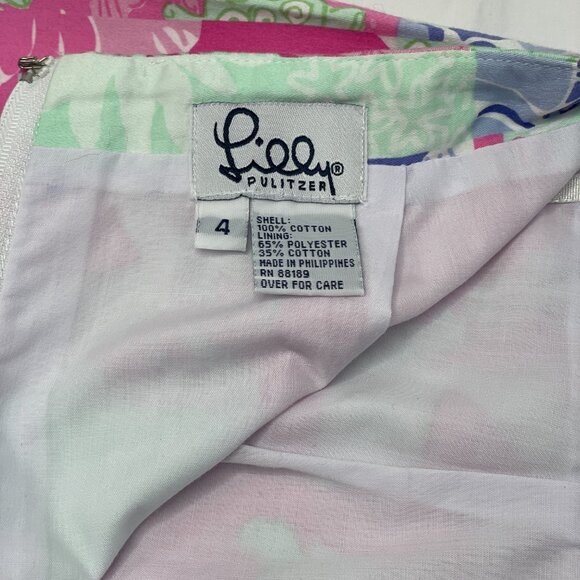 Lilly®
PULITZER
4
SHELL:
100% COTTON
LINING:
65% POLYESTER
35% COTTON
MADE IN PHILIPPINES
RN 88189
OVER FOR CARE